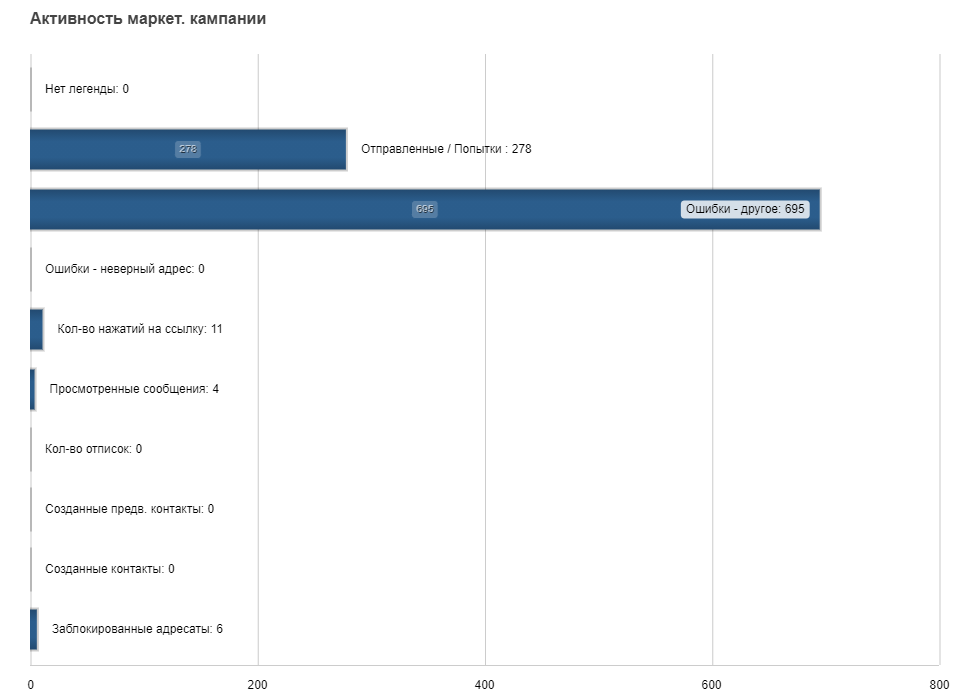 Активность маркет. кампании
Нет легенды: 0
278
Отправленные / Попытки : 278
695
Ошибки - другое: 695
Ошибки - неверный адрес: 0
Кол-во нажатий на ссылку: 11
Просмотренные сообщения: 4
Кол-во отписок: 0
Созданные предв. контакты: 0
Созданные контакты: 0
Заблокированные адресаты: 6
0 200 400 600 800